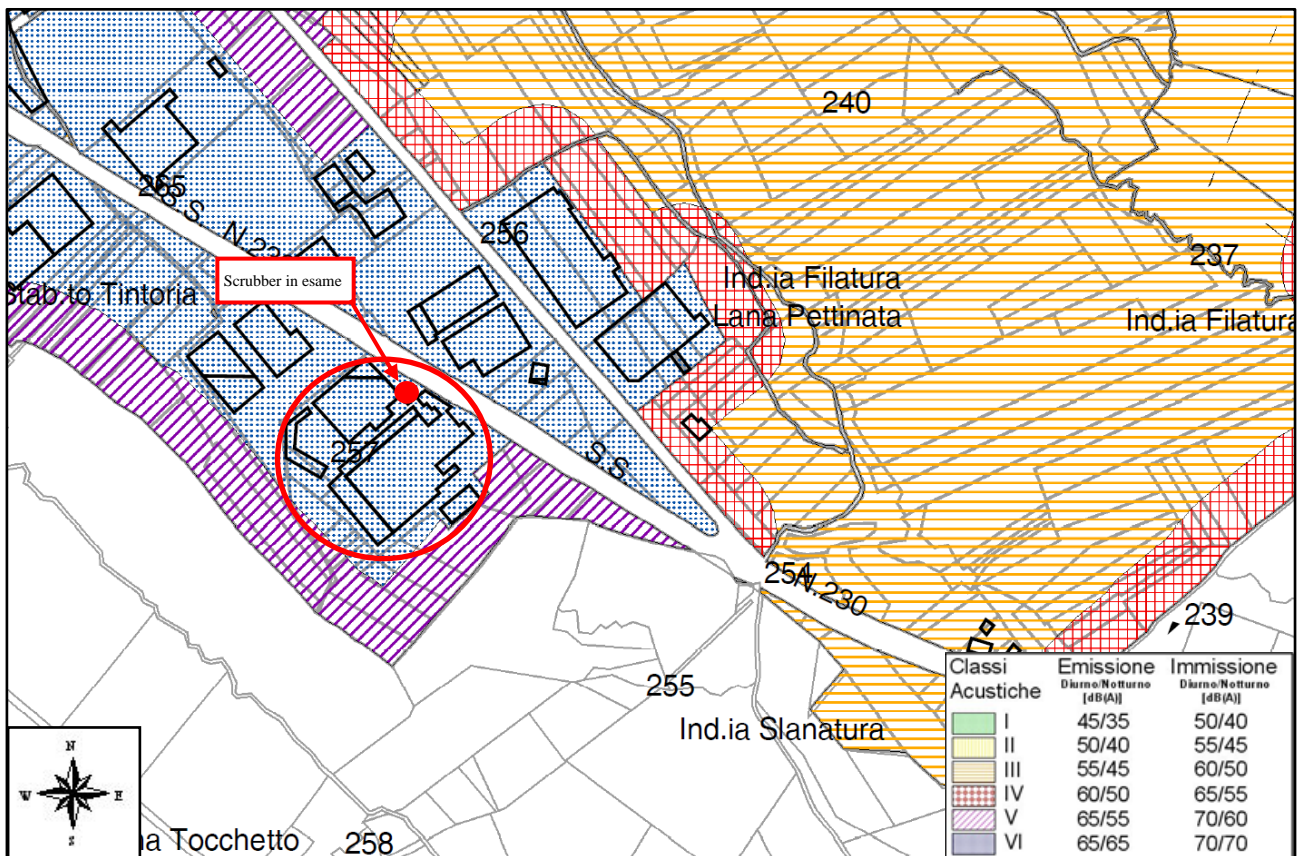 240
265
S.S.
256
237
Ind.ia Filatura
Lana Pettinata
Ind.ia Filatura
Scrubber in esame
Stab to Tintoria
257
S.S
254
N.230
239
255
Ind.ia Slanatura
N
W E
S
Tocchetto
258
Classi Acustiche
Emissione
Diurno/Notturno
[dB(A)]
Immissione
Diurno/Notturno
[dB(A)]
I 45/35 50/40
II 50/40 55/45
III 55/45 60/50
IV 60/50 65/55
V 65/55 70/60
VI 65/65 70/70